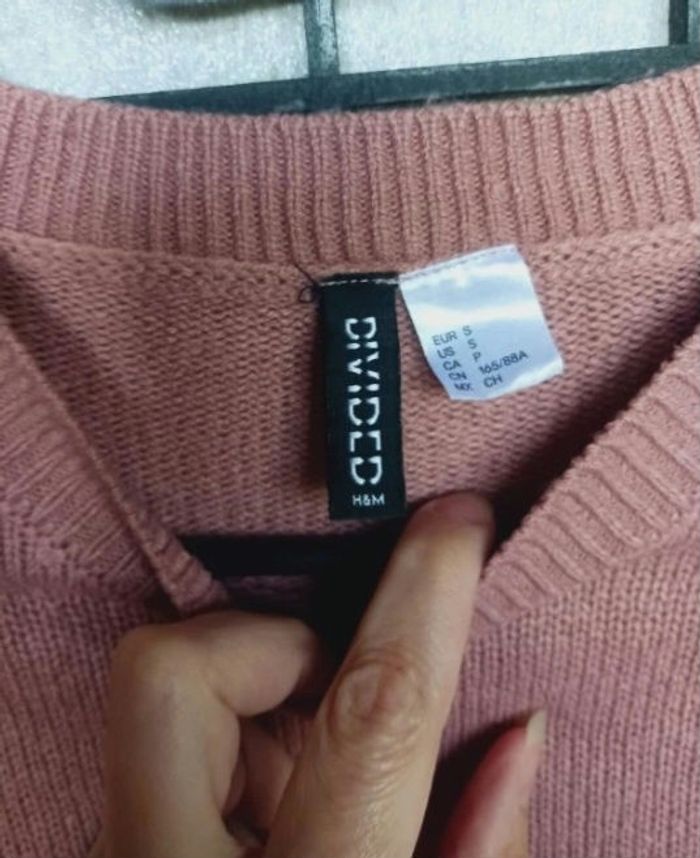 DIVIDED
H&M
EUR S
US S
CA P
CN 165/88A
MX CH